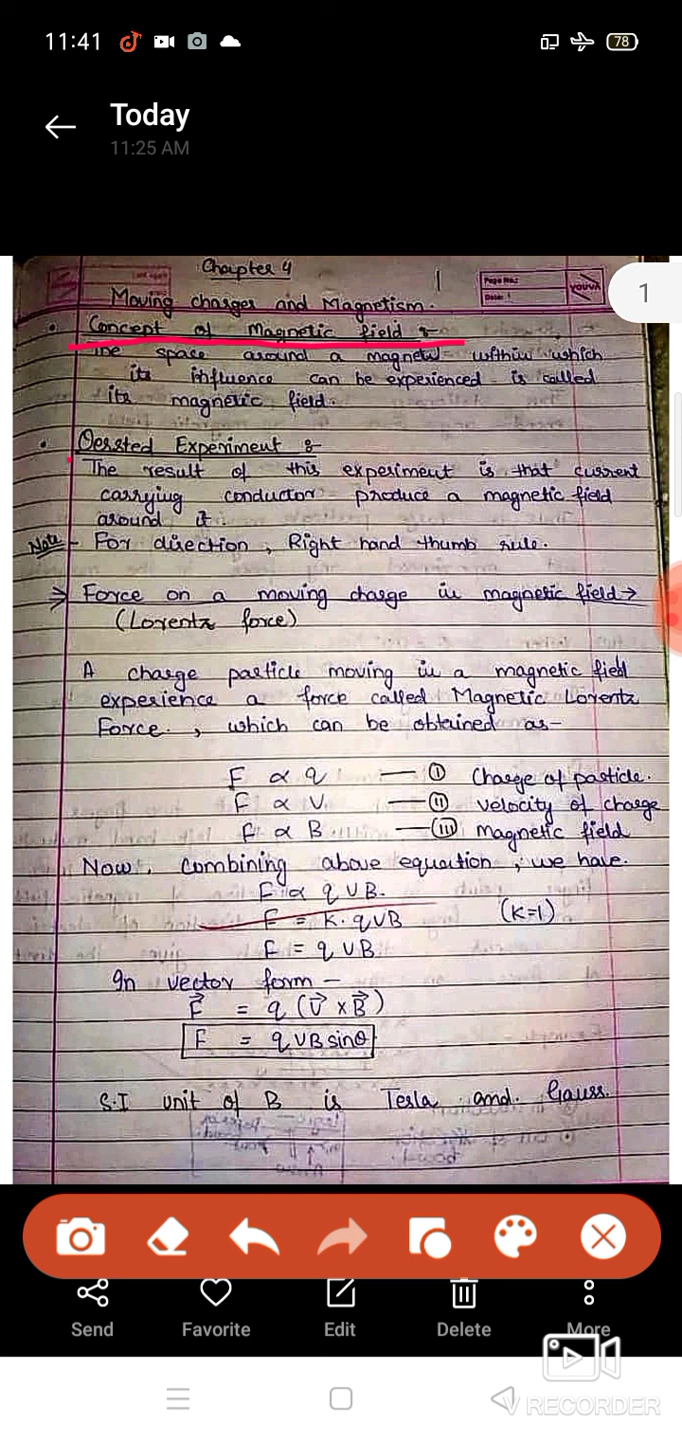 11:41
78
Today
11:25 AM
1
Chapter 4
Page No.:
Date:
YOUVA
Moving charges and Magnetism.
• Concept of Magnetic field :-
The space around a magnet within which
its influence can be experienced is called
its magnetic field.
• Oersted Experiment :-
The result of this experiment is that current
carrying conductor produce a magnetic field
around it
Note - For direction, Right hand thumb rule.
⇒ Force on a moving charge in magnetic field →
(Lorentz force)
A charge particle moving in a magnetic field
experience a force called Magnetic Lorentz
Force, which can be obtained as-
F ∝ q — (i) Charge of particle.
F ∝ V — (ii) velocity of charge
F ∝ B — (iii) magnetic field
Now, Combining above equation, we have.
F ∝ qVB.
F = K. qVB (K=1)
F = qVB.
In vector form -
F⃗ = q (V⃗ × B⃗)
F = qVBsinθ
S.I unit of B is Tesla and Gauss.
Send
Favorite
Edit
Delete
More
V RECORDER